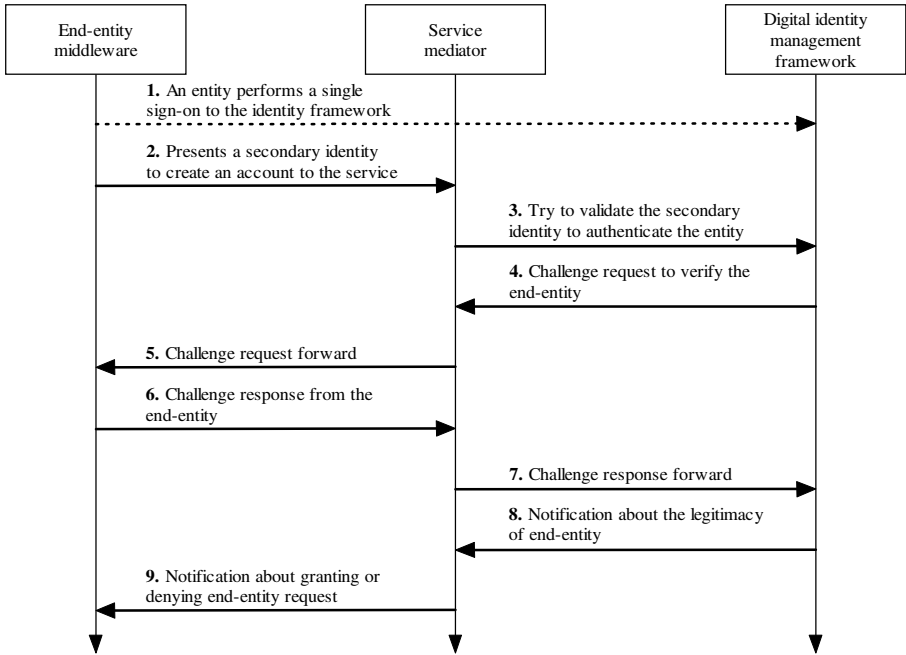 End-entity
middleware
Service
mediator
Digital identity
management
framework
1. An entity performs a single
sign-on to the identity framework
2. Presents a secondary identity
to create an account to the service
3. Try to validate the secondary
identity to authenticate the entity
4. Challenge request to verify the
end-entity
5. Challenge request forward
6. Challenge response from the
end-entity
7. Challenge response forward
8. Notification about the legitimacy
of end-entity
9. Notification about granting or
denying end-entity request